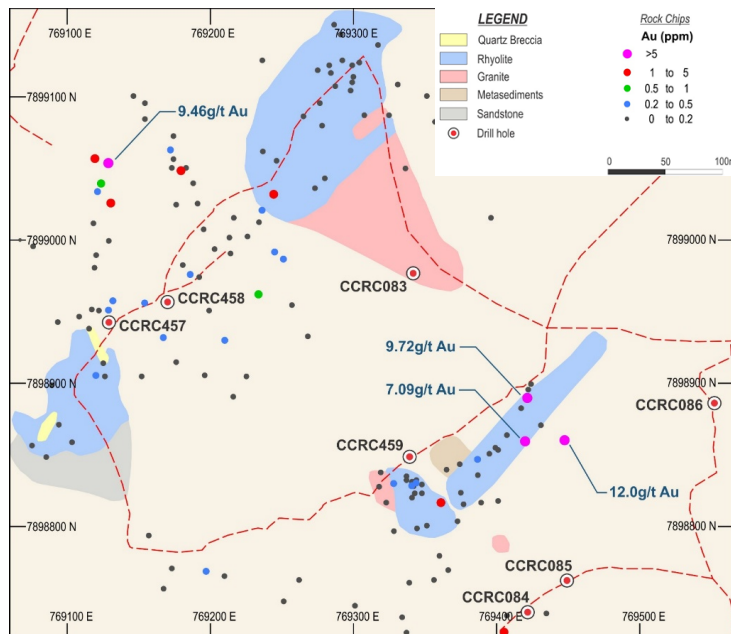 769100 E
769200 E
769300 E
LEGEND
Quartz Breccia
Rhyolite
Granite
Metasediments
Sandstone
Drill hole
Rock Chips
Au (ppm)
>5
1 to 5
0.5 to 1
0.2 to 0.5
0 to 0.2
0 50 100m
7899100 N
9.46g/t Au
7899000 N
7899000 N
CCRC083
CCRC458
CCRC457
9.72g/t Au
7.09g/t Au
7898900 N
7898900 N
CCRC086
CCRC459
12.0g/t Au
7898800 N
7898800 N
CCRC085
CCRC084
769100 E
769200 E
769300 E
769400 E
769500 E